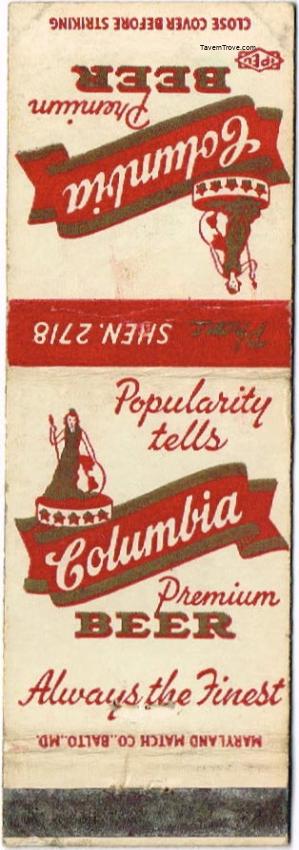 CLOSE COVER BEFORE STRIKING
TavernTrove.com
BEER
Premium
Columbia
Phone SHEN. 2718
Popularity
tells
Columbia
Premium
BEER
Always the Finest
MARYLAND MATCH CO., BALTO., MD.